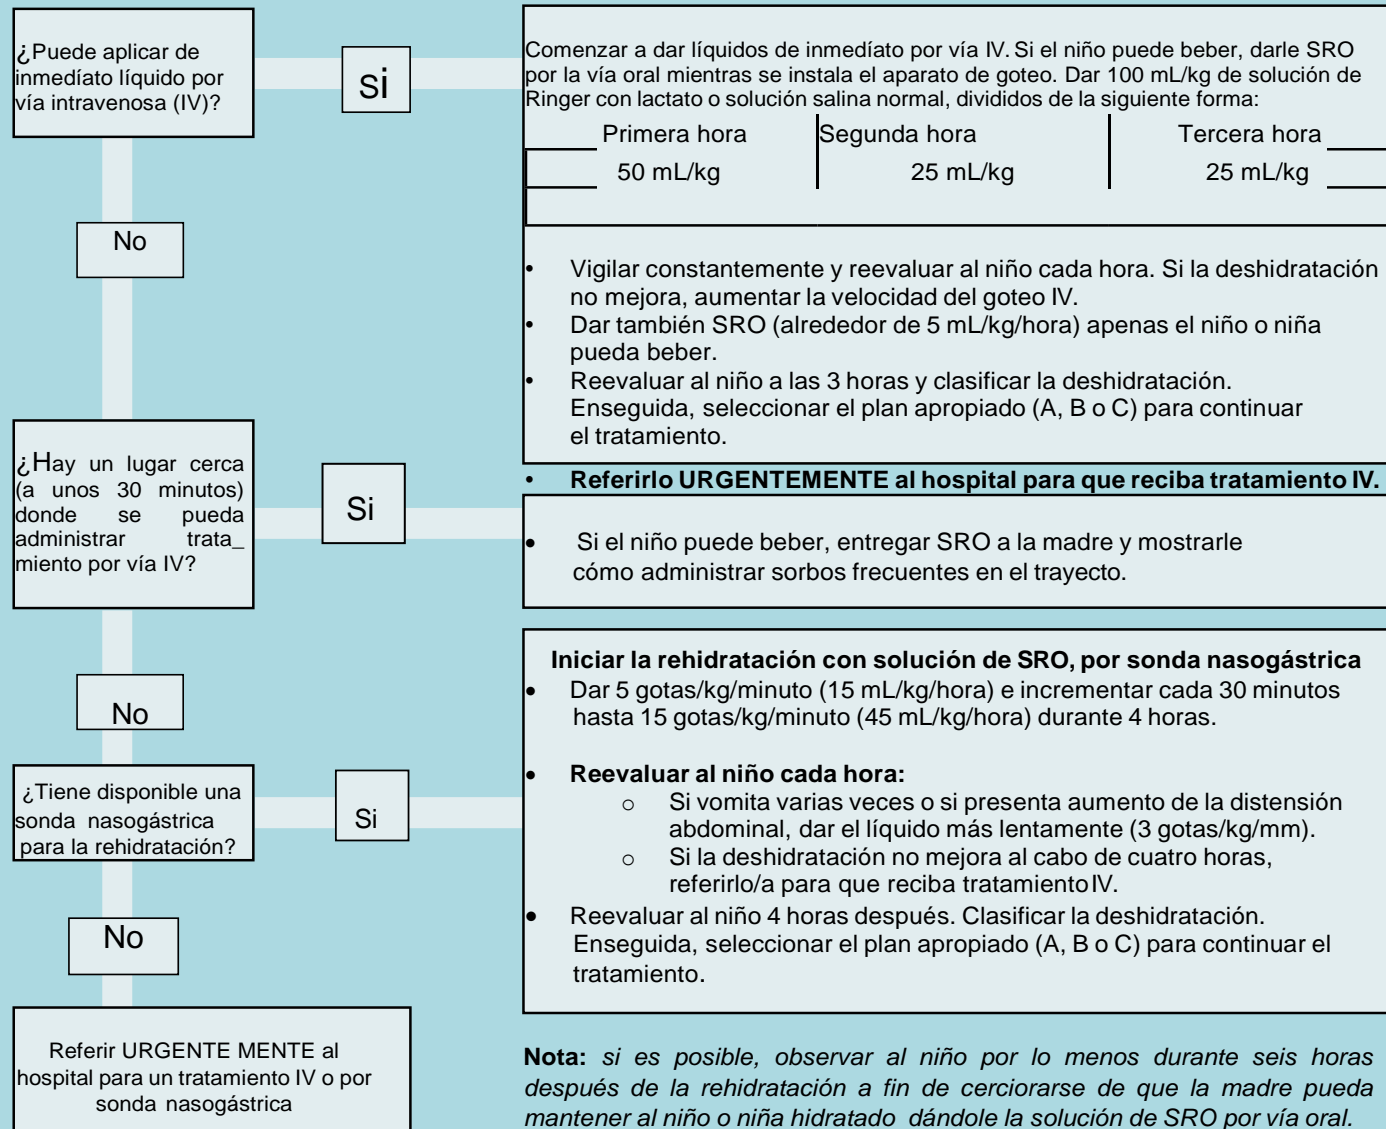 ¿Puede aplicar de
inmedíato líquido por
vía intravenosa (IV)?
Si
Comenzar a dar líquidos de inmedíato por vía IV. Si el niño puede beber, darle SRO
por la vía oral mientras se instala el aparato de goteo. Dar 100 mL/kg de solución de
Ringer con lactato o solución salina normal, divididos de la siguiente forma:
Primera hora Segunda hora Tercera hora
50 mL/kg 25 mL/kg 25 mL/kg
• Vigilar constantemente y reevaluar al niño cada hora. Si la deshidratación
no mejora, aumentar la velocidad del goteo IV.
• Dar también SRO (alrededor de 5 mL/kg/hora) apenas el niño o niña
pueda beber.
• Reevaluar al niño a las 3 horas y clasificar la deshidratación.
Enseguida, seleccionar el plan apropiado (A, B o C) para continuar
el tratamiento.
No
¿Hay un lugar cerca
(a unos 30 minutos)
donde se pueda
administrar trata_
miento por vía IV?
Si
• Referirlo URGENTEMENTE al hospital para que reciba tratamiento IV.
• Si el niño puede beber, entregar SRO a la madre y mostrarle
cómo administrar sorbos frecuentes en el trayecto.
No
¿Tiene disponible una
sonda nasogástrica
para la rehidratación?
Si
Iniciar la rehidratación con solución de SRO, por sonda nasogástrica
• Dar 5 gotas/kg/minuto (15 mL/kg/hora) e incrementar cada 30 minutos
hasta 15 gotas/kg/minuto (45 mL/kg/hora) durante 4 horas.
• Reevaluar al niño cada hora:
o Si vomita varias veces o si presenta aumento de la distensión
abdominal, dar el líquido más lentamente (3 gotas/kg/mm).
o Si la deshidratación no mejora al cabo de cuatro horas,
referirlo/a para que reciba tratamiento IV.
• Reevaluar al niño 4 horas después. Clasificar la deshidratación.
Enseguida, seleccionar el plan apropiado (A, B o C) para continuar el
tratamiento.
No
Referir URGENTE MENTE al
hospital para un tratamiento IV o por
sonda nasogástrica
Nota: si es posible, observar al niño por lo menos durante seis horas
después de la rehidratación a fin de cerciorarse de que la madre pueda
mantener al niño o niña hidratado dándole la solución de SRO por vía oral.